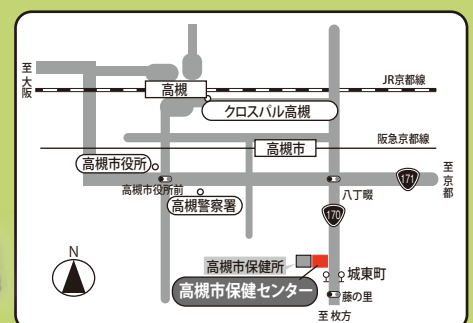 至大阪
JR京都線
高槻
クロスパル高槻
阪急京都線
高槻市
至京都
高槻市役所
高槻市役所前
高槻警察署
八丁畷
171
170
N
高槻市保健所
城東町
高槻市保健センター
藤の里
至枚方